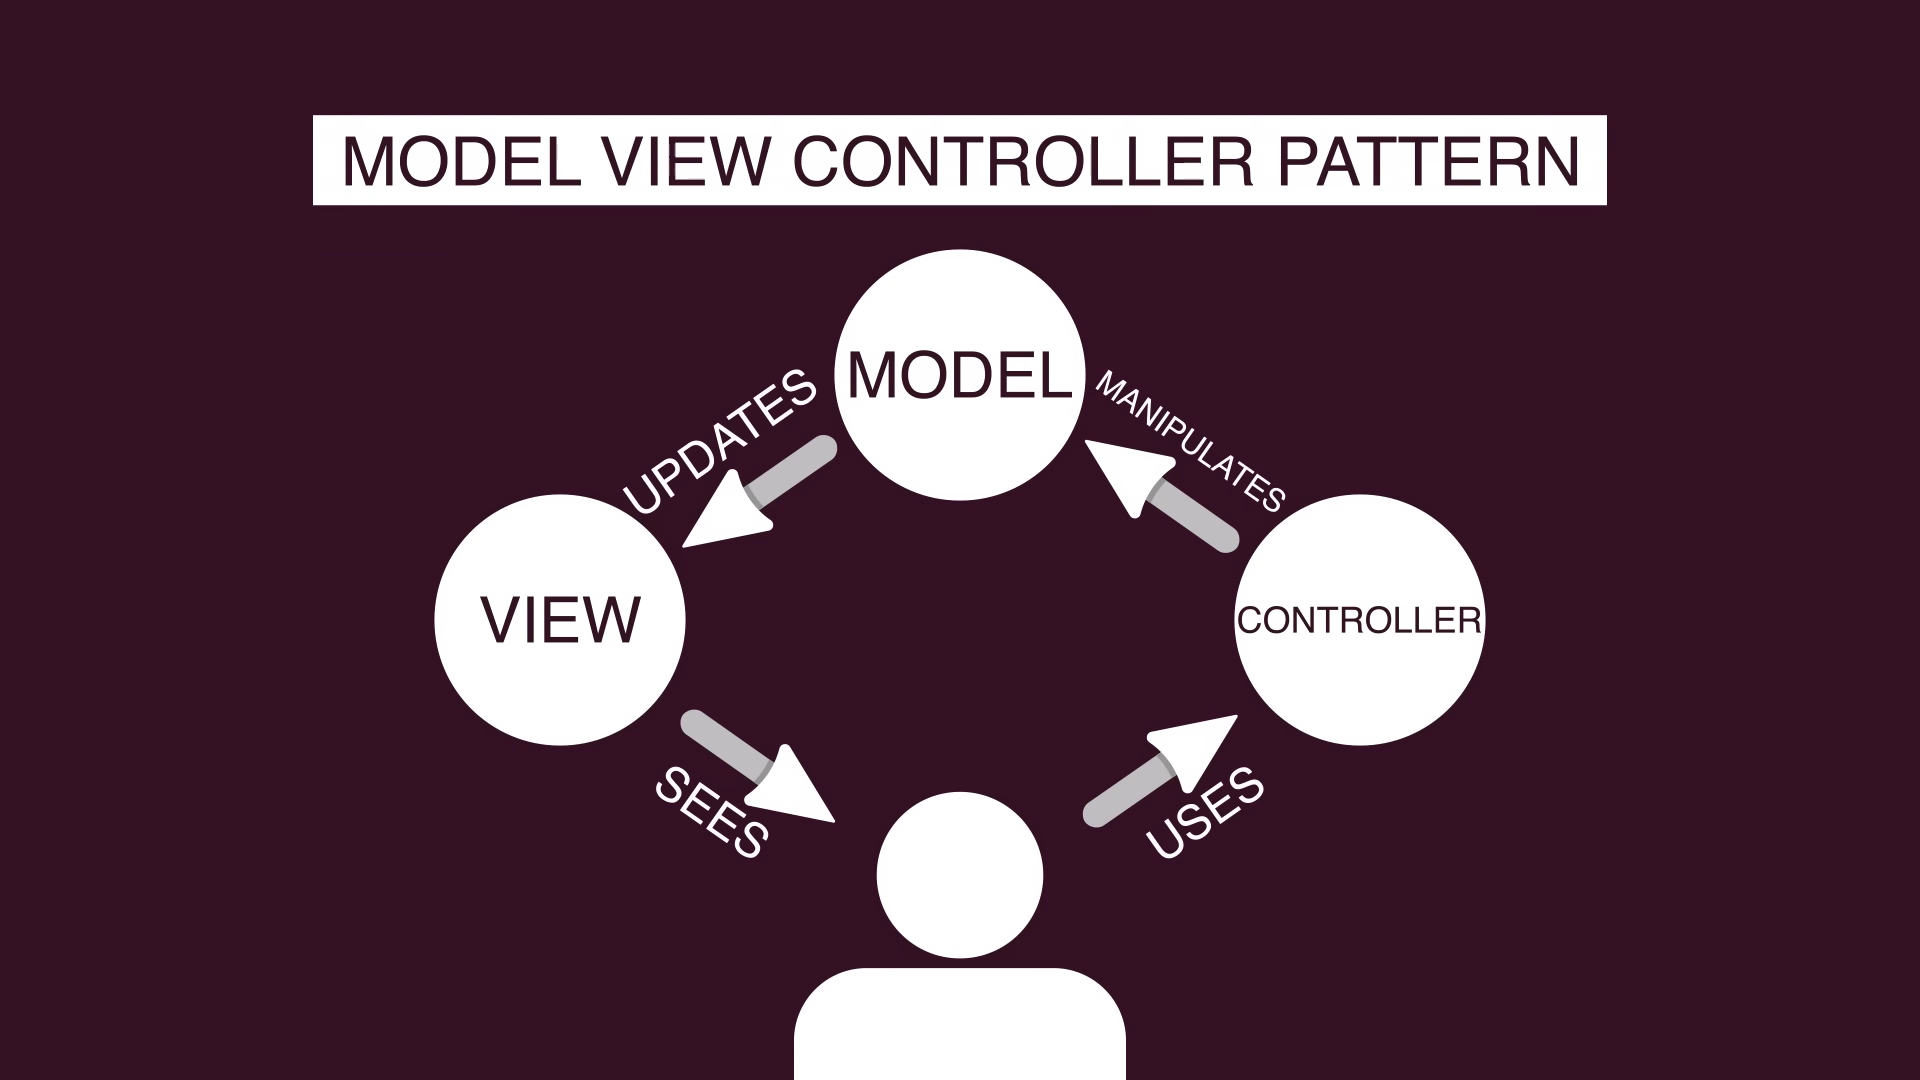 MODEL VIEW CONTROLLER PATTERN
MODEL
UPDATES
MANIPULATES
VIEW
CONTROLLER
SEES
USES